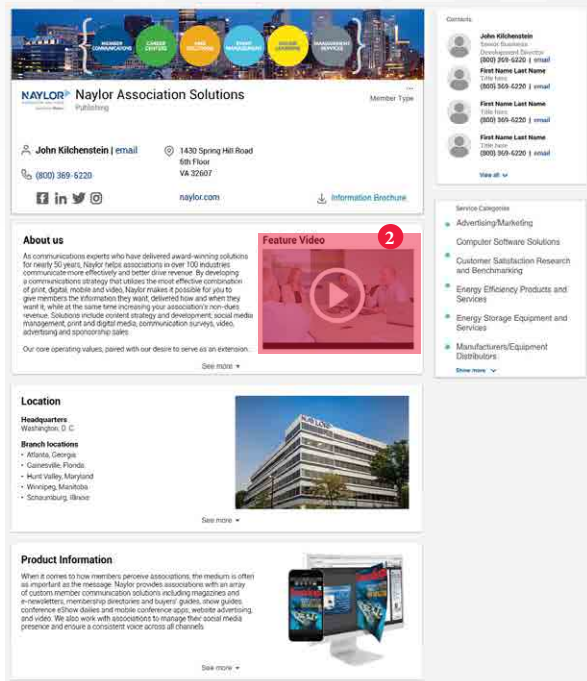 MEMBER
COMMUNICATIONS
CAREER
CENTERS
EVENT
MANAGEMENT
ONLINE
LEARNING
MANAGEMENT
SERVICES
NAYLOR
Naylor Association Solutions
Publishing
Member Type
John Kilchenstein | email
(800) 369-6220
1430 Spring Hill Road
6th Floor
VA 32607
naylor.com
Information Brochure
About us
As communications experts who have delivered award-winning solutions
for nearly 50 years, Naylor helps associations in over 100 industries
communicate more effectively and better drive revenue. By developing
a communications strategy that utilizes the most effective combination
of print, digital, mobile and video, Naylor makes it possible for you to
give members the information they want, delivered how and when they
want it, while at the same time increasing your association's non-dues
revenue. Solutions include content strategy and development, social media
management, print and digital media, communication surveys, video,
advertising and sponsorship sales.
Our core operating values, paired with our desire to serve as an extension...
See more
Feature Video
2
Location
Headquarters
Washington, D.C.
Branch locations
• Atlanta, Georgia
• Gainesville, Florida
• Hunt Valley, Maryland
• Winnipeg, Manitoba
• Schaumburg, Illinois
NAYLOR
See more
Product Information
When it comes to how members perceive associations, the medium is often
as important as the message. Naylor provides associations with an array
of custom member communication solutions including magazines and
e-newsletters, membership directories and buyers' guides, show guides,
conference eShow dailies and mobile conference apps, website advertising,
and video. We also work with associations to manage their social media
presence and ensure a consistent voice across all channels.
See more
Contacts:
John Kilchenstein
Senior Business
Development Director
(800) 369-6220 | email
First Name Last Name
Title here
(800) 369-6220 | email
First Name Last Name
Title here
(800) 369-6220 | email
First Name Last Name
Title here
(800) 369-6220 | email
View all
Service Categories
Advertising/Marketing
Computer Software Solutions
Customer Satisfaction Research
and Benchmarking
Energy Efficiency Products and
Services
Energy Storage Equipment and
Services
Manufacturers/Equipment
Distributors
Show more